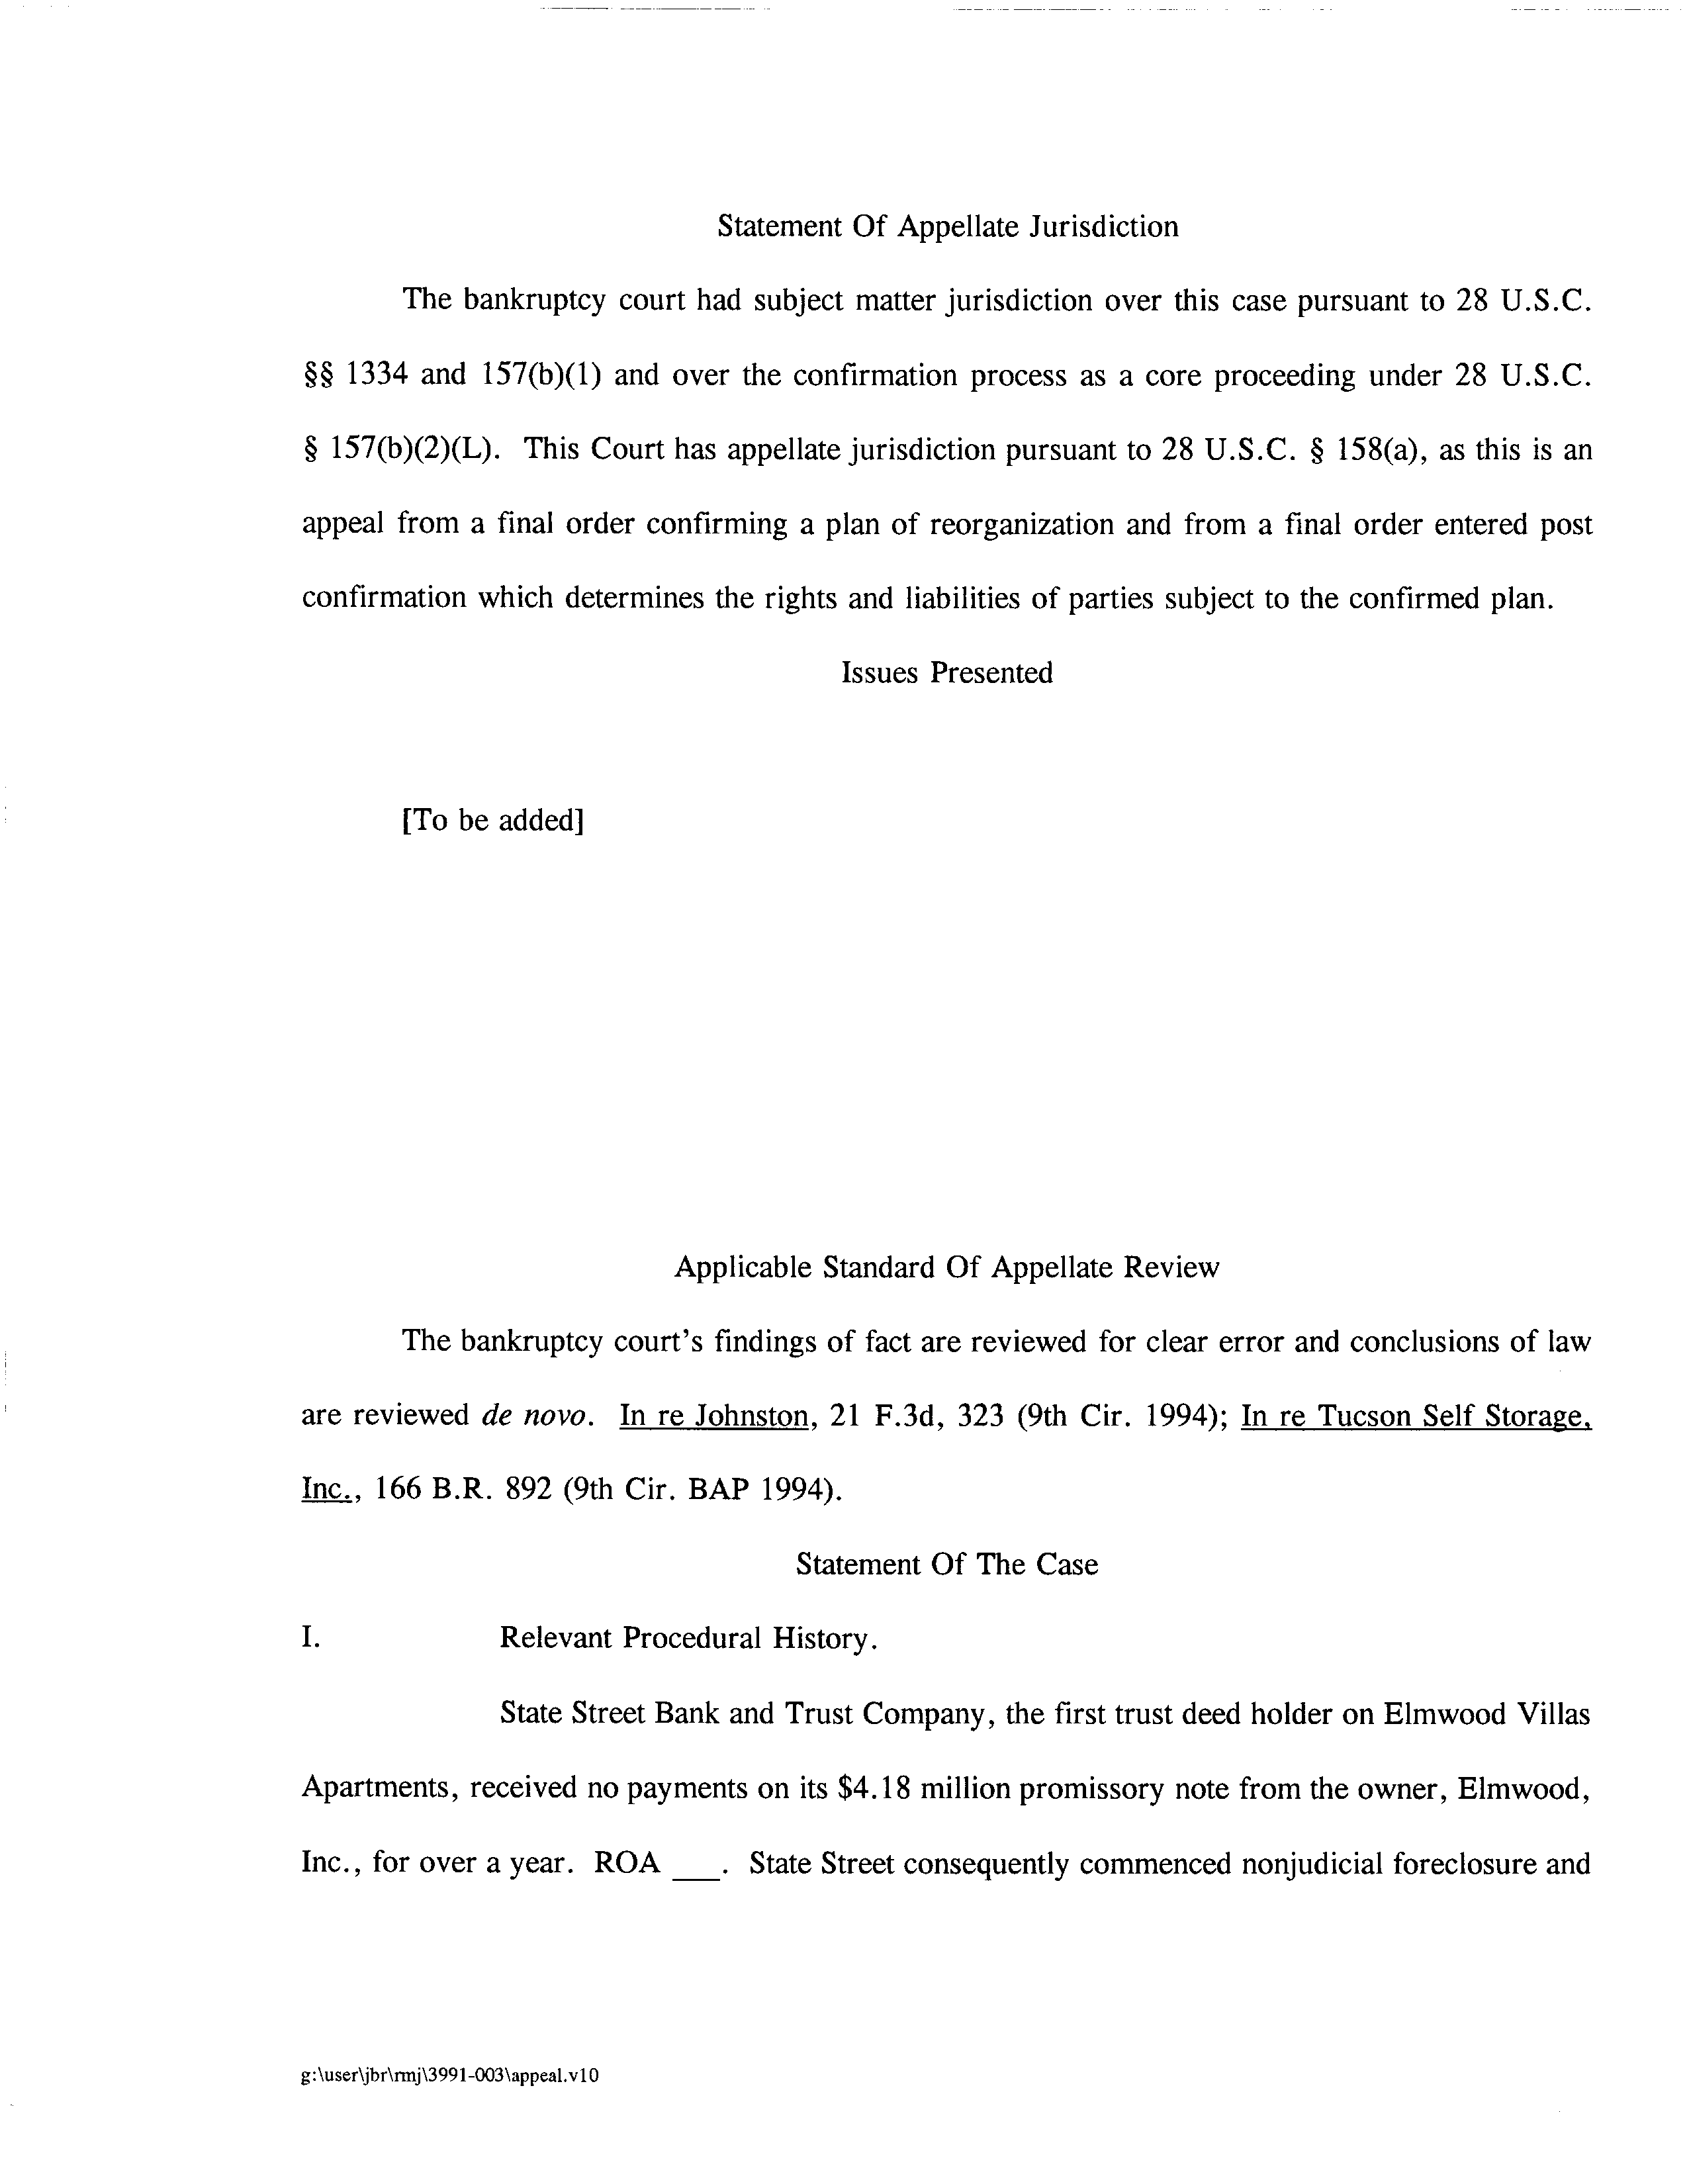 Statement Of Appellate Jurisdiction
The bankruptcy court had subject matter jurisdiction over this case pursuant to 28 U.S.C.
§§ 1334 and 157(b)(1) and over the confirmation process as a core proceeding under 28 U.S.C.
§ 157(b)(2)(L). This Court has appellate jurisdiction pursuant to 28 U.S.C. § 158(a), as this is an
appeal from a final order confirming a plan of reorganization and from a final order entered post
confirmation which determines the rights and liabilities of parties subject to the confirmed plan.
Issues Presented
[To be added]
Applicable Standard Of Appellate Review
The bankruptcy court's findings of fact are reviewed for clear error and conclusions of law
are reviewed de novo. In re Johnston, 21 F.3d, 323 (9th Cir. 1994); In re Tucson Self Storage,
Inc., 166 B.R. 892 (9th Cir. BAP 1994).
Statement Of The Case
I. Relevant Procedural History.
State Street Bank and Trust Company, the first trust deed holder on Elmwood Villas
Apartments, received no payments on its $4.18 million promissory note from the owner, Elmwood,
Inc., for over a year. ROA ___. State Street consequently commenced nonjudicial foreclosure and
g:\user\jbr\rmj\3991-003\appeal.v10